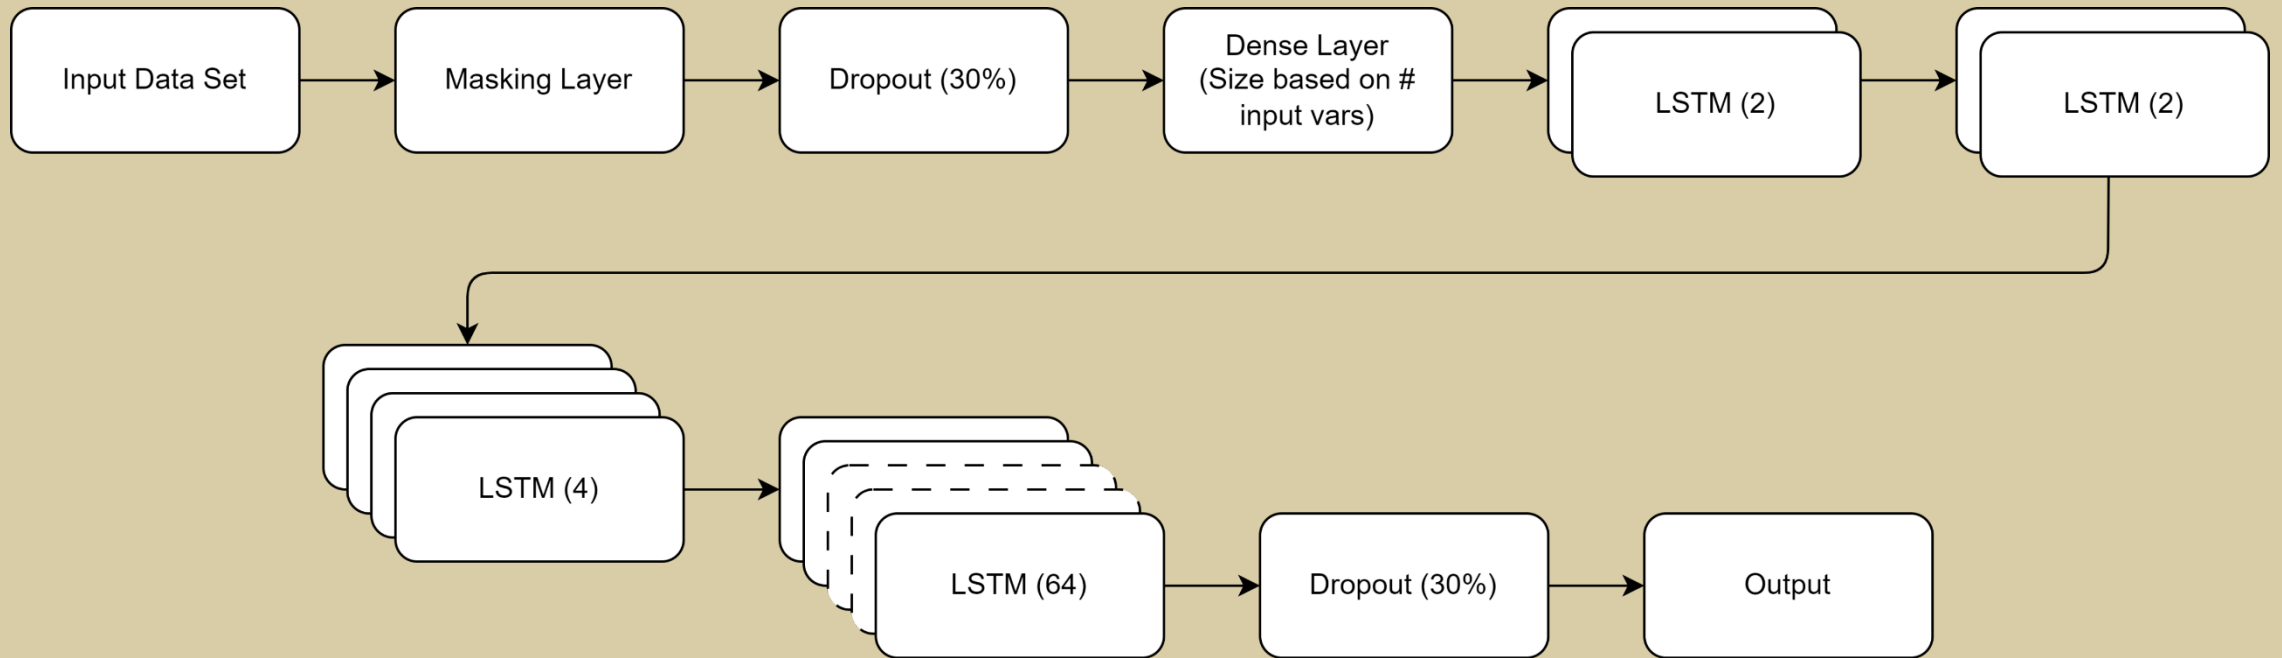 Input Data Set
Masking Layer
Dropout (30%)
Dense Layer
(Size based on #
input vars)
LSTM (2)
LSTM (2)
LSTM (4)
LSTM (64)
Dropout (30%)
Output